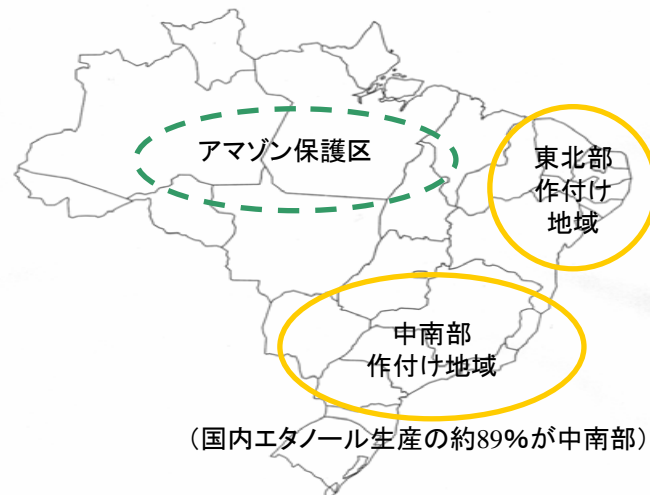 アマゾン保護区
東北部
作付け
地域
中南部
作付け地域
（国内エタノール生産の約89%が中南部）